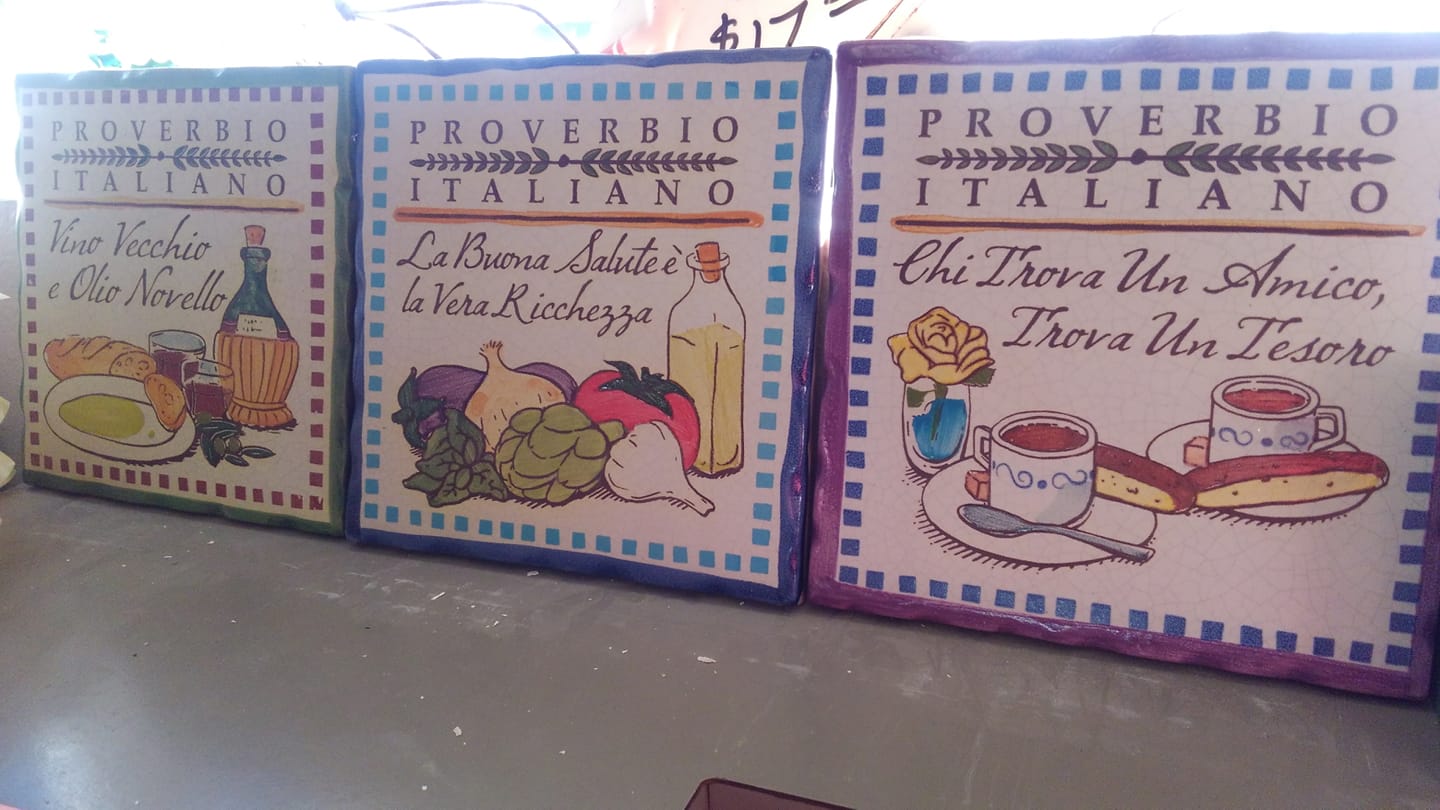 $17
PROVERBIO
ITALIANO
Vino Vecchio
e Olio Novello
PROVERBIO
ITALIANO
La Buona Salute è
la Vera Ricchezza
PROVERBIO
ITALIANO
Chi Trova Un Amico,
Trova Un Tesoro